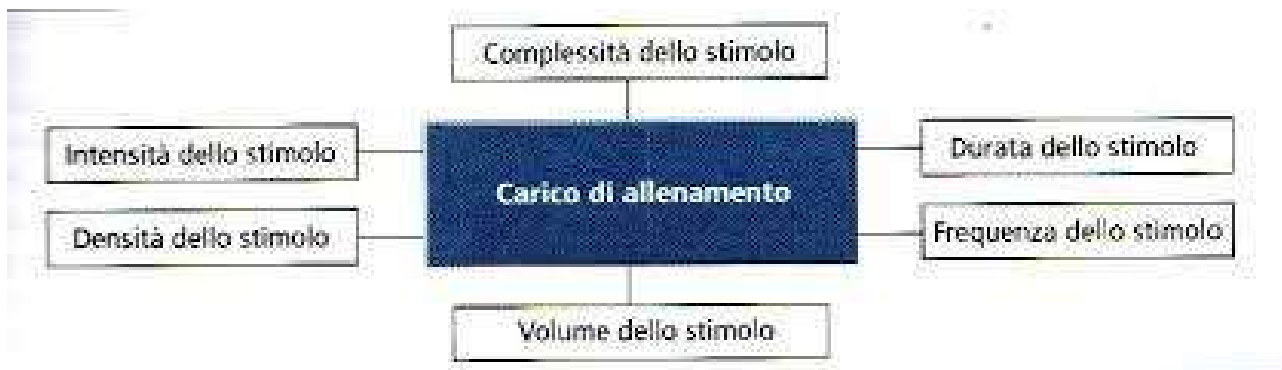 Complessità dello stimolo
Intensità dello stimolo
Durata dello stimolo
Carico di allenamento
Densità dello stimolo
Frequenza dello stimolo
Volume dello stimolo